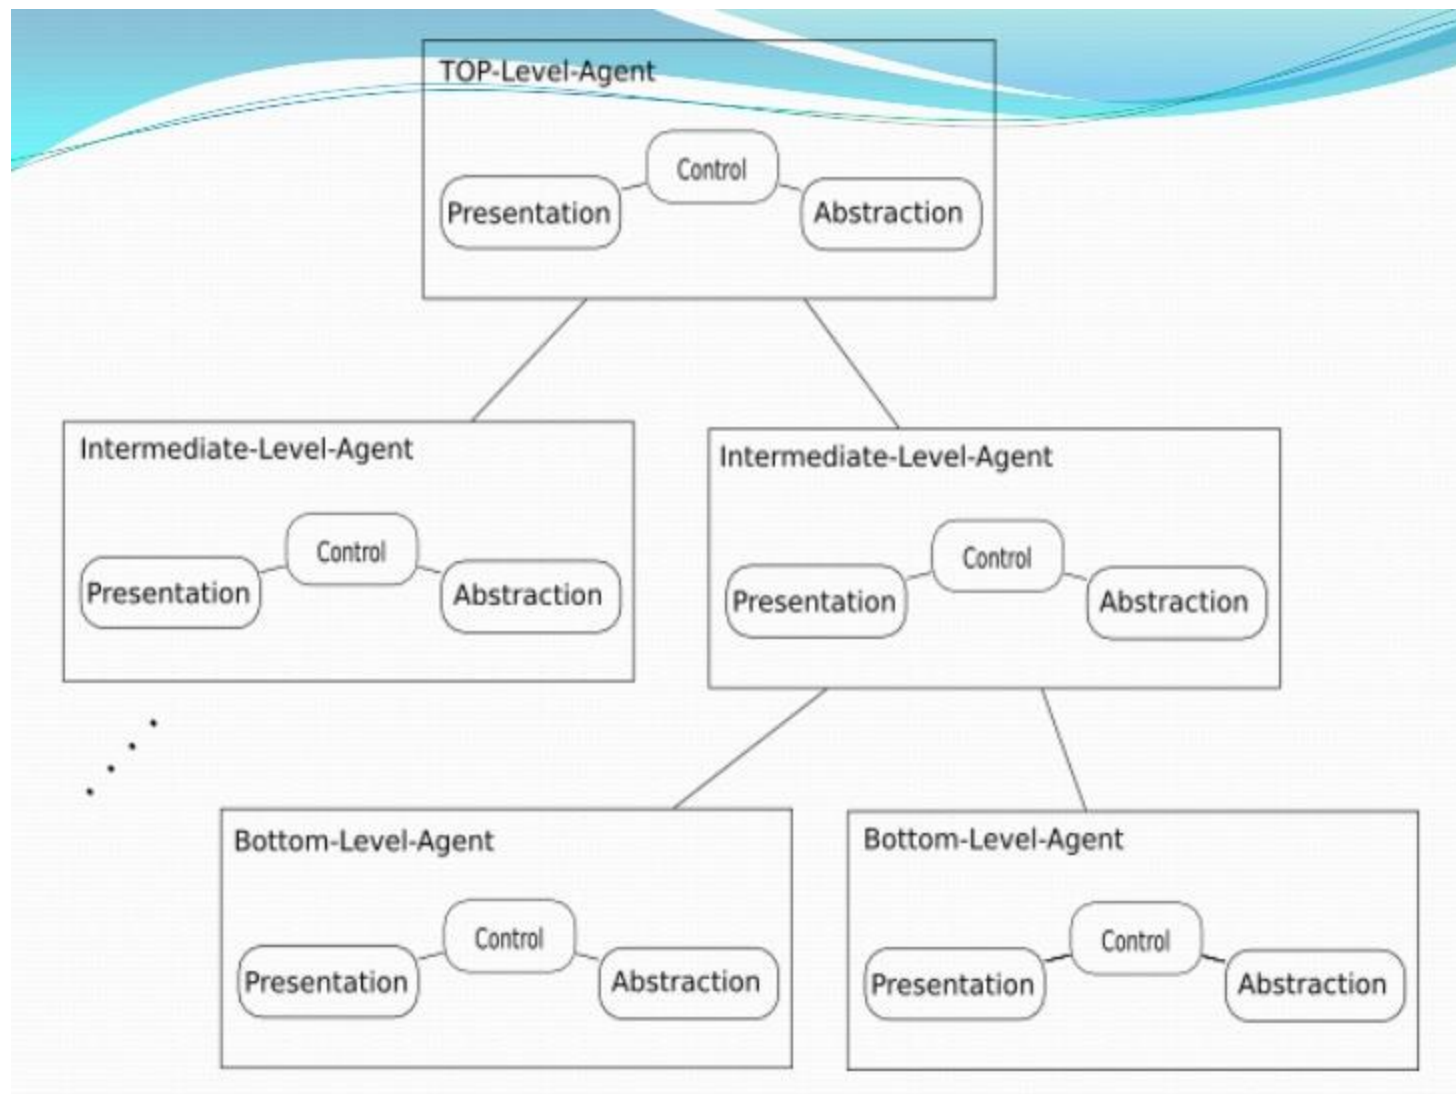 TOP-Level-Agent
Control
Presentation
Abstraction
Intermediate-Level-Agent
Control
Presentation
Abstraction
Intermediate-Level-Agent
Control
Presentation
Abstraction
Bottom-Level-Agent
Control
Presentation
Abstraction
Bottom-Level-Agent
Control
Presentation
Abstraction